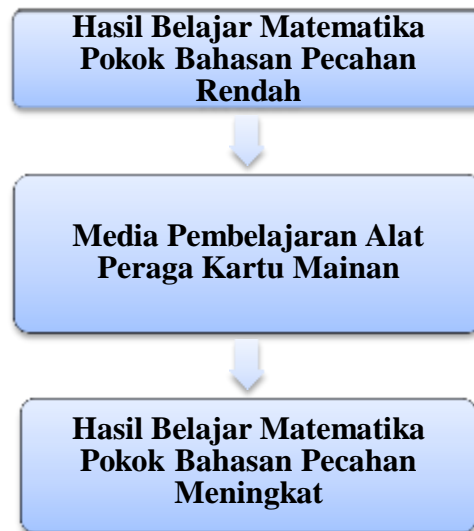 Hasil Belajar Matematika
Pokok Bahasan Pecahan
Rendah
Media Pembelajaran Alat
Peraga Kartu Mainan
Hasil Belajar Matematika
Pokok Bahasan Pecahan
Meningkat